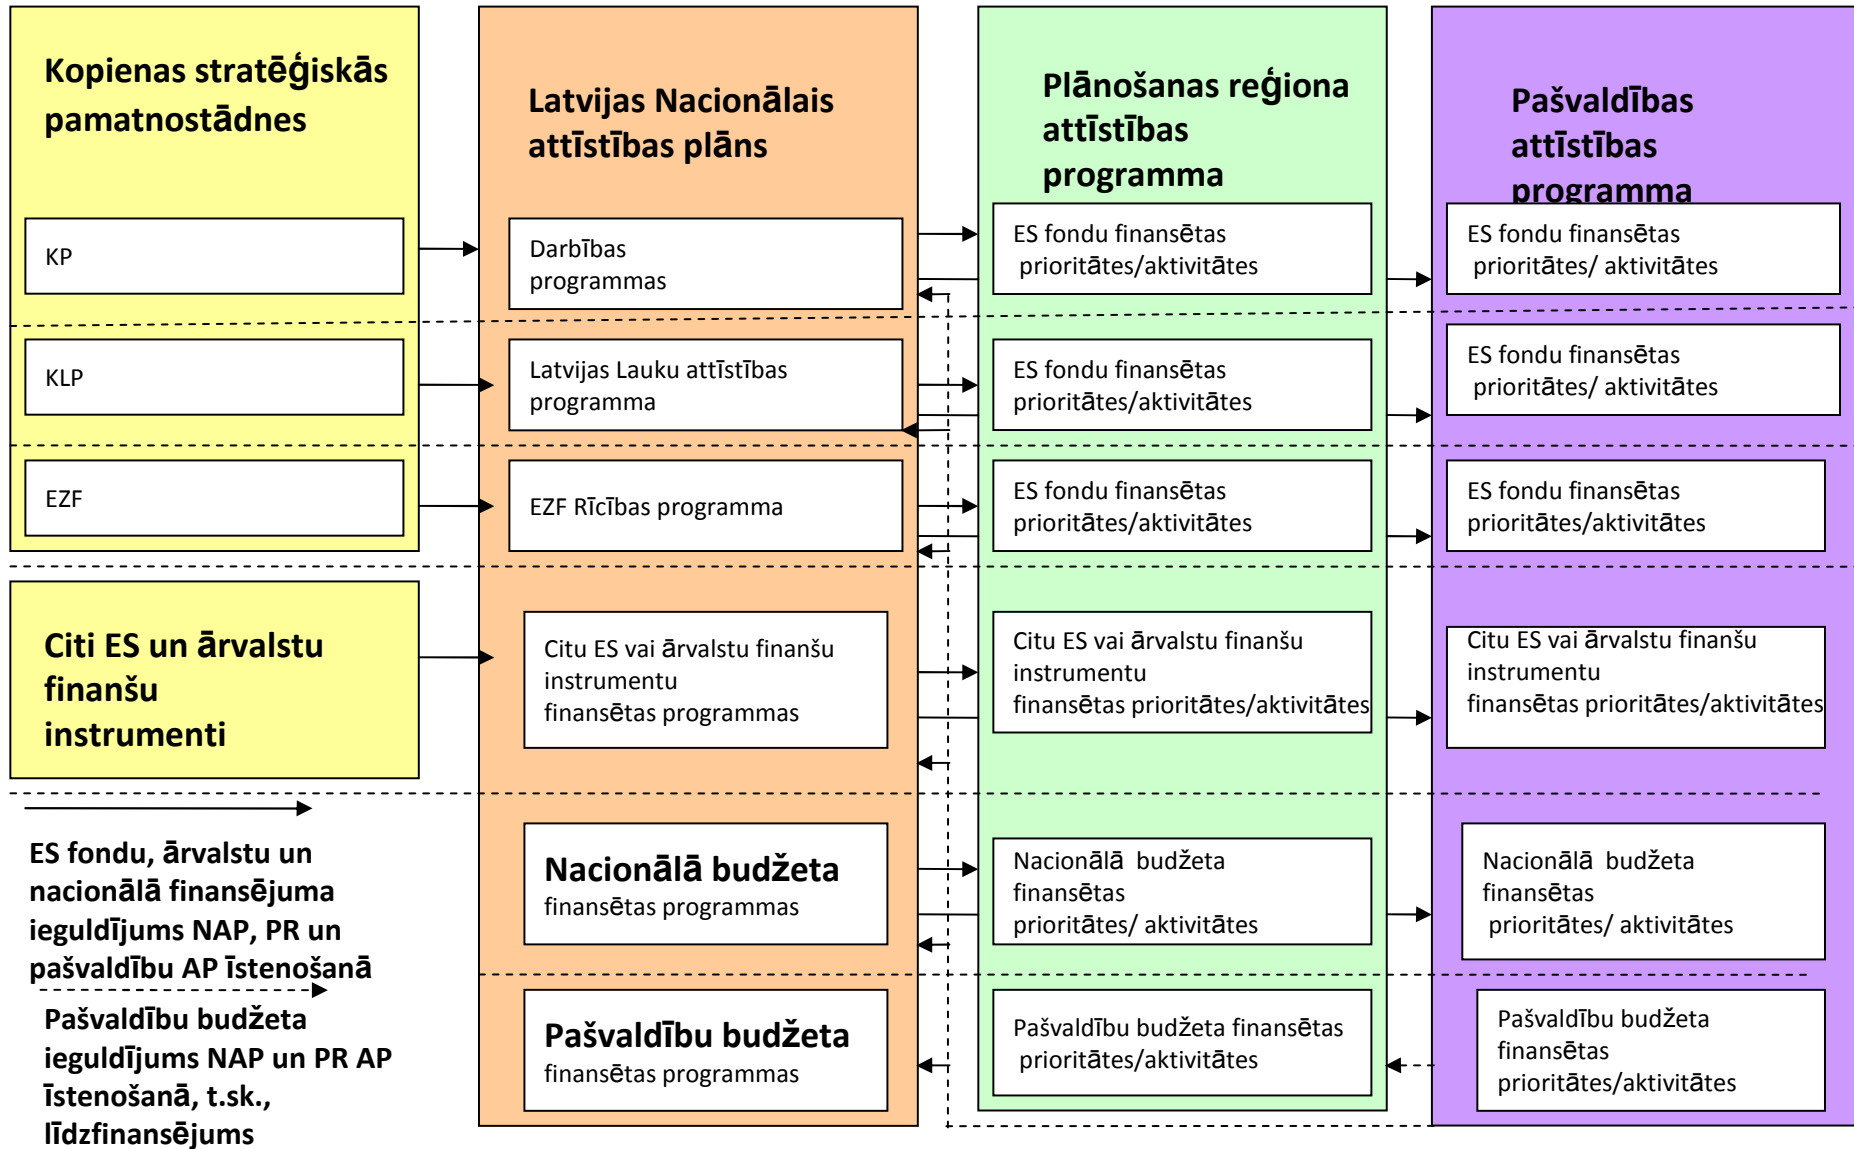 Kopienas stratēģiskās
pamatnostādnes
KP
KLP
EZF
Citi ES un ārvalstu
finanšu
instrumenti
ES fondu, ārvalstu un
nacionālā finansējuma
ieguldījums NAP, PR un
pašvaldību AP īstenošanā
Pašvaldību budžeta
ieguldījums NAP un PR AP
īstenošanā, t.sk.,
līdzfinansējums
Latvijas Nacionālais
attīstības plāns
Darbības
programmas
Latvijas Lauku attīstības
programma
EZF Rīcības programma
Citu ES vai ārvalstu finanšu
instrumentu
finansētas programmas
Nacionālā budžeta
finansētas programmas
Pašvaldību budžeta
finansētas programmas
Plānošanas reģiona
attīstības
programma
ES fondu finansētas
prioritātes/aktivitātes
ES fondu finansētas
prioritātes/aktivitātes
ES fondu finansētas
prioritātes/aktivitātes
Citu ES vai ārvalstu finanšu
instrumentu
finansētas prioritātes/aktivitātes
Nacionālā budžeta
finansētas
prioritātes/ aktivitātes
Pašvaldību budžeta finansētas
prioritātes/aktivitātes
Pašvaldības
attīstības
programma
ES fondu finansētas
prioritātes/ aktivitātes
ES fondu finansētas
prioritātes/ aktivitātes
ES fondu finansētas
prioritātes/aktivitātes
Citu ES vai ārvalstu finanšu
instrumentu
finansētas prioritātes/aktivitātes
Nacionālā budžeta
finansētas
prioritātes/ aktivitātes
Pašvaldību budžeta
finansētas
prioritātes/aktivitātes